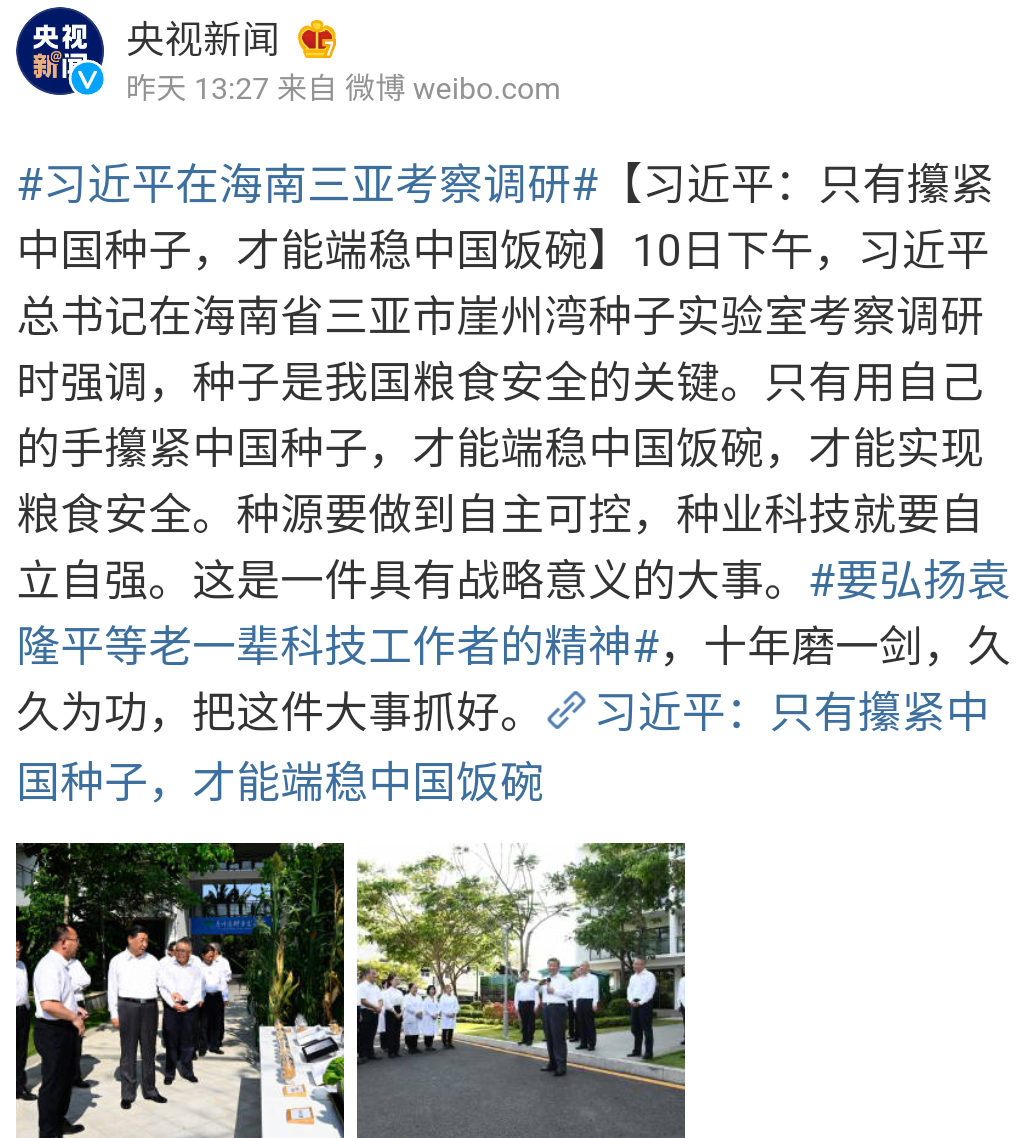 央视
新闻
央视新闻
7
昨天 13:27 来自 微博 weibo.com
#习近平在海南三亚考察调研#【习近平：只有攥紧
中国种子，才能端稳中国饭碗】10日下午，习近平
总书记在海南省三亚市崖州湾种子实验室考察调研
时强调，种子是我国粮食安全的关键。只有用自己
的手攥紧中国种子，才能端稳中国饭碗，才能实现
粮食安全。种源要做到自主可控，种业科技就要自
立自强。这是一件具有战略意义的大事。#要弘扬袁
隆平等老一辈科技工作者的精神#，十年磨一剑，久
久为功，把这件大事抓好。习近平：只有攥紧中
国种子，才能端稳中国饭碗